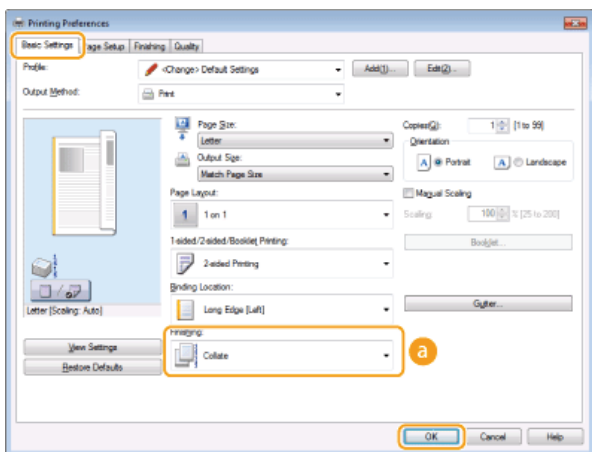 Printing Preferences
Basic Settings Page Setup Finishing Quality
Profile: <Change> Default Settings Add(1)... Edit(2)...
Output Method: Print
Page Size:
Letter
Output Size:
Match Page Size
Page Layout:
1 1 on 1
1-sided/2-sided/Booklet Printing:
2-sided Printing
Binding Location:
Long Edge [Left]
Finishing:
Collate
a
Copies(Q): 1 [1 to 99]
Orientation
A Portrait A Landscape
Manual Scaling
Scaling: 100 % [25 to 200]
Booklet...
Gutter...
Letter [Scaling: Auto]
View Settings
Restore Defaults
OK Cancel Help